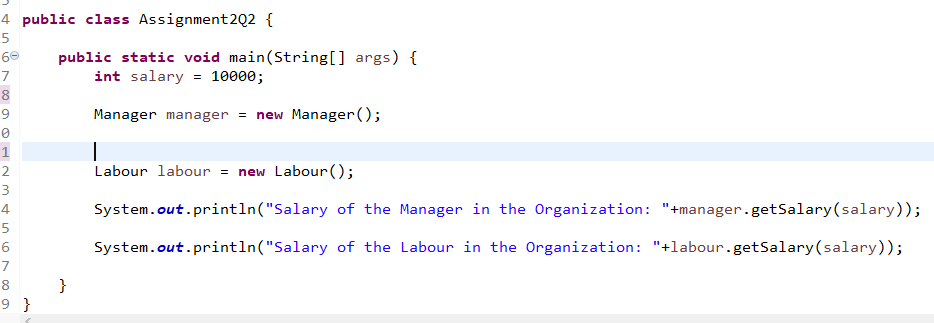 4 public class Assignment2Q2 {
5
6 public static void main(String[] args) {
7 int salary = 10000;
8
9 Manager manager = new Manager();
0
1
2 Labour labour = new Labour();
3
4 System.out.println("Salary of the Manager in the Organization: "+manager.getSalary(salary));
5
6 System.out.println("Salary of the Labour in the Organization: "+labour.getSalary(salary));
7
8 }
9 }